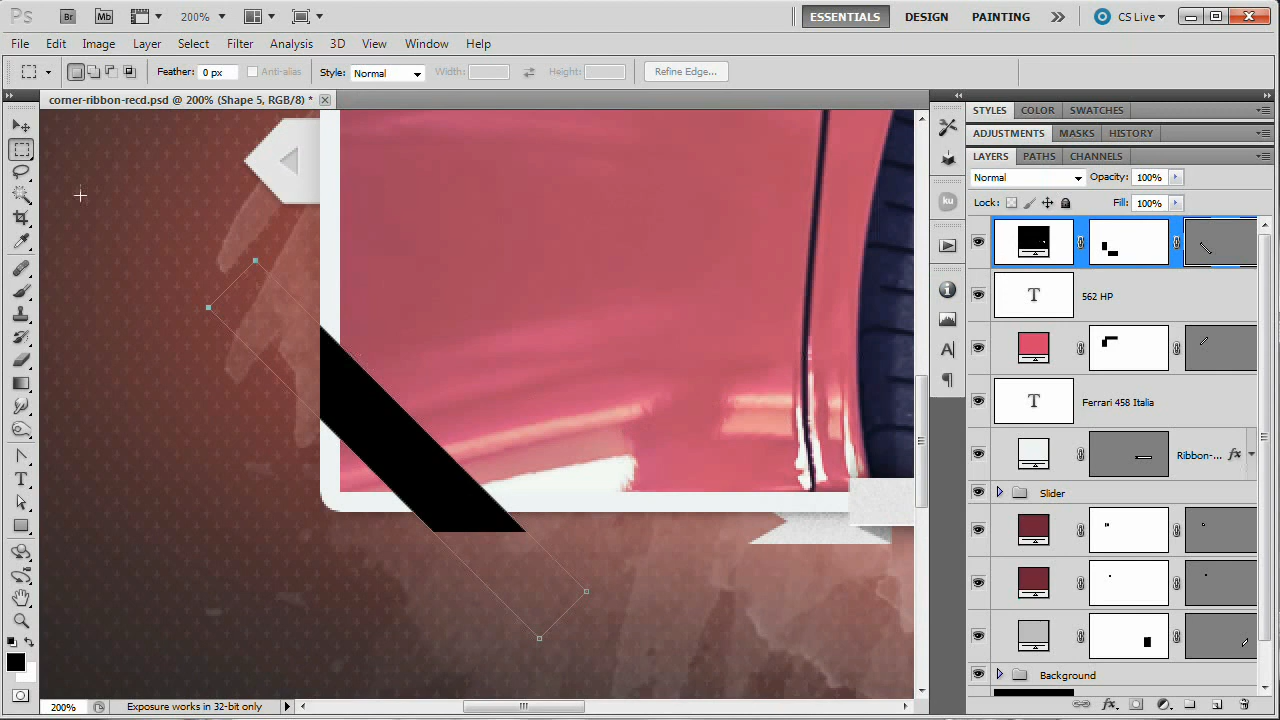 Ps Br Mb 200% ESSENTIALS DESIGN PAINTING CS Live
File Edit Image Layer Select Filter Analysis 3D View Window Help
Feather: 0 px Anti-alias Style: Normal Width: Height: Refine Edge...
corner-ribbon-recd.psd @ 200% (Shape 5, RGB/8) *
STYLES COLOR SWATCHES
ADJUSTMENTS MASKS HISTORY
LAYERS PATHS CHANNELS
Normal Opacity: 100%
Lock: Fill: 100%
ku
T 562 HP
T Ferrari 458 Italia
Ribbon-... fx
Slider
Background
200% Exposure works in 32-bit only